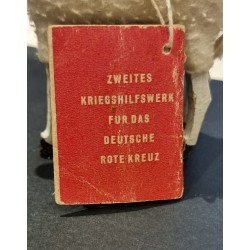 ZWEITES
KRIEGSHILFSWERK
FÜR DAS
DEUTSCHE
ROTE KREUZ